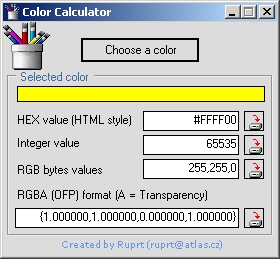 Color Calculator
Choose a color
Selected color
HEX value (HTML style) #FFFF00
Integer value 65535
RGB bytes values 255,255,0
RGBA (OFP) format (A = Transparency)
{1.000000,1.000000,0.000000,1.000000}
Created by Ruprt (ruprt@atlas.cz)